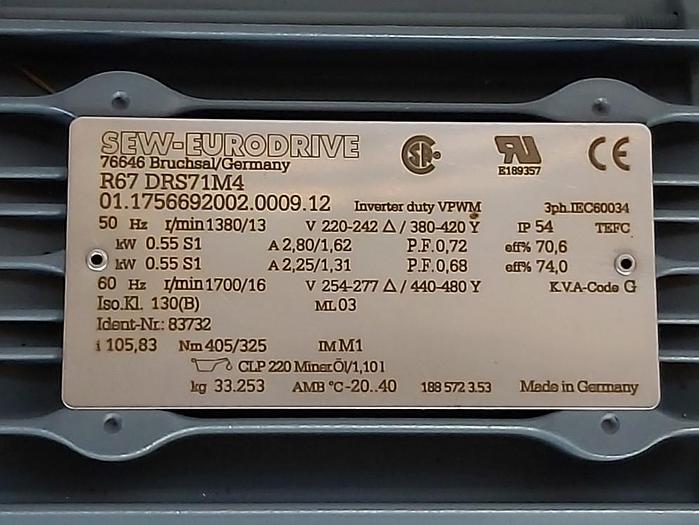 SEW-EURODRIVE
76646 Bruchsal/Germany
R67 DRS71M4
01.1756692002.0009.12 Inverter duty VPWM 3ph.IEC60034
50 Hz r/min 1380/13 V 220-242 Δ / 380-420 Y IP 54 TEFC
kW 0.55 S1 A 2,80/1,62 P.F. 0,72 eff% 70,6
kW 0.55 S1 A 2,25/1,31 P.F. 0,68 eff% 74,0
60 Hz r/min 1700/16 V 254-277 Δ / 440-480 Y K.V.A-Code G
Iso.Kl. 130(B) ML 03
Ident-Nr.: 83732
i 105,83 Nm 405/325 IM M1
CLP 220 Miner.Öl/1,10 l
kg 33.253 AMB °C -20..40 188 572 3.53 Made in Germany
CSA
UR
E189357
CE